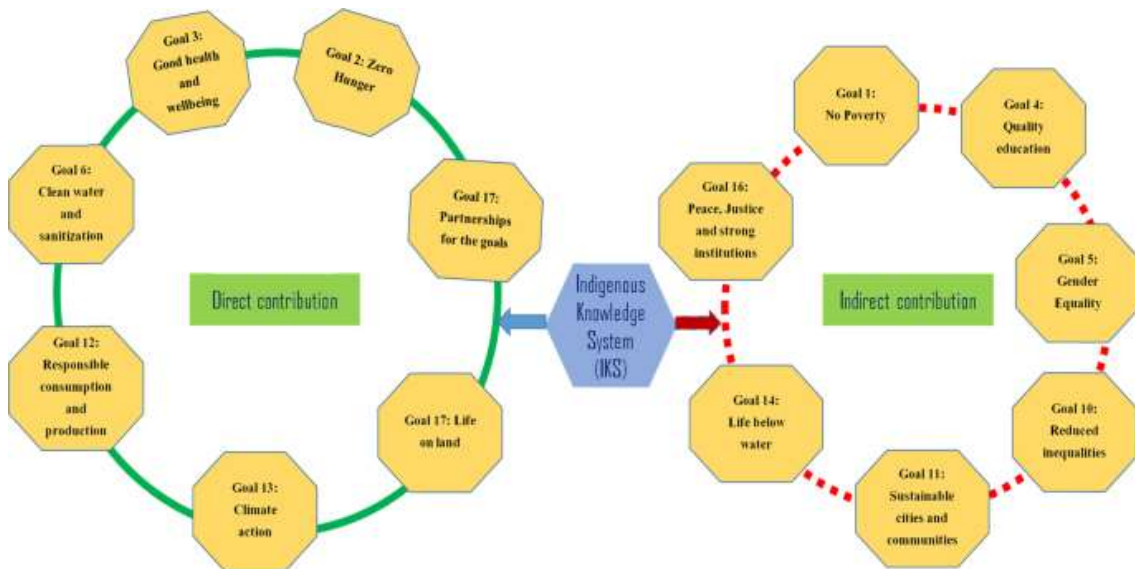 Goal 3:
Good health
and
wellbeing
Goal 2: Zero
Hunger
Goal 6:
Clean water
and
sanitization
Goal 17:
Partnerships
for the goals
Direct contribution
Goal 12:
Responsible
consumption
and
production
Goal 17: Life
on land
Goal 13:
Climate
action
Indigenous
Knowledge
System
(IKS)
Goal 1:
No Poverty
Goal 4:
Quality
education
Goal 16:
Peace, Justice
and strong
institutions
Goal 5:
Gender
Equality
Indirect contribution
Goal 14:
Life below
water
Goal 10:
Reduced
inequalities
Goal 11:
Sustainable
cities and
communities